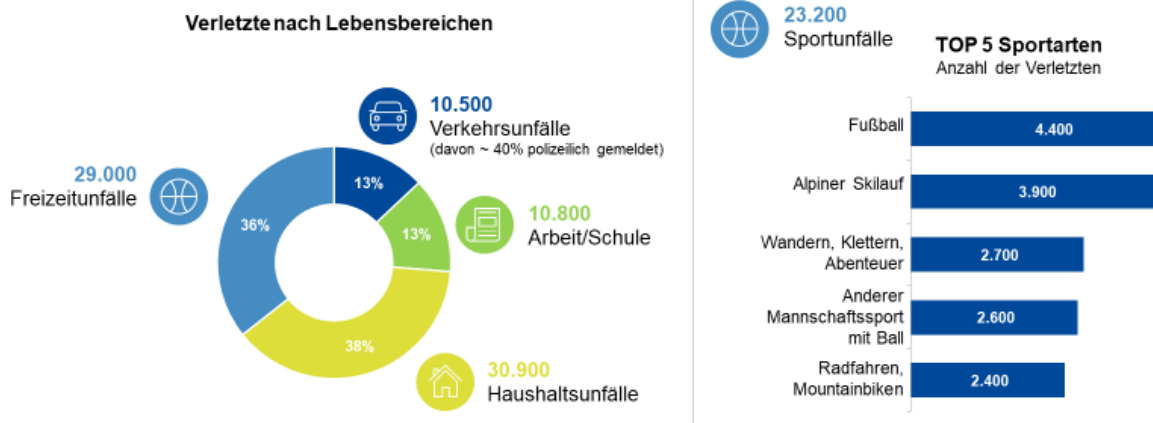 Verletzte nach Lebensbereichen
10.500
Verkehrsunfälle
(davon ~ 40% polizeilich gemeldet)
29.000
Freizeitunfälle
13%
36%
13%
10.800
Arbeit/Schule
38%
30.900
Haushaltsunfälle
23.200
Sportunfälle
TOP 5 Sportarten
Anzahl der Verletzten
Fußball
4.400
Alpiner Skilauf
3.900
Wandern, Klettern,
Abenteuer
2.700
Anderer
Mannschaftssport
mit Ball
2.600
Radfahren,
Mountainbiken
2.400